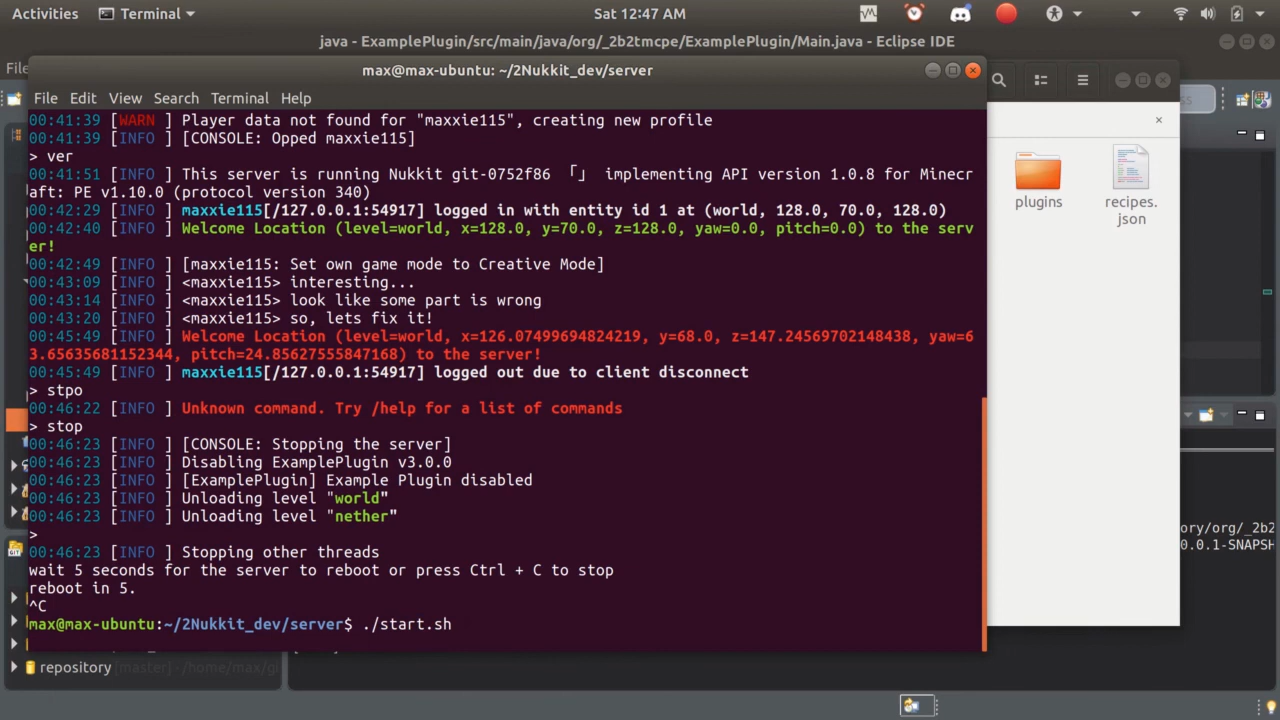 Activities
Terminal
Sat 12:47 AM
java - ExamplePlugin/src/main/java/org/_2b2tmcpe/ExamplePlugin/Main.java - Eclipse IDE
File
max@max-ubuntu: ~/2Nukkit_dev/server
File Edit View Search Terminal Help
00:41:39 [WARN ] Player data not found for "maxxie115", creating new profile
00:41:39 [INFO ] [CONSOLE: Opped maxxie115]
> ver
00:41:51 [INFO ] This server is running Nukkit git-0752f86 「」 implementing API version 1.0.8 for Minecr
aft: PE v1.10.0 (protocol version 340)
00:42:29 [INFO ] maxxie115[/127.0.0.1:54917] logged in with entity id 1 at (world, 128.0, 70.0, 128.0)
00:42:40 [INFO ] Welcome Location (level=world, x=128.0, y=70.0, z=128.0, yaw=0.0, pitch=0.0) to the serv
er!
00:42:49 [INFO ] [maxxie115: Set own game mode to Creative Mode]
00:43:09 [INFO ] <maxxie115> interesting...
00:43:14 [INFO ] <maxxie115> look like some part is wrong
00:43:20 [INFO ] <maxxie115> so, lets fix it!
00:45:49 [INFO ] Welcome Location (level=world, x=126.07499694824219, y=68.0, z=147.24569702148438, yaw=6
3.65635681152344, pitch=24.85627555847168) to the server!
00:45:49 [INFO ] maxxie115[/127.0.0.1:54917] logged out due to client disconnect
> stpo
00:46:22 [INFO ] Unknown command. Try /help for a list of commands
> stop
00:46:23 [INFO ] [CONSOLE: Stopping the server]
00:46:23 [INFO ] Disabling ExamplePlugin v3.0.0
00:46:23 [INFO ] [ExamplePlugin] Example Plugin disabled
00:46:23 [INFO ] Unloading level "world"
00:46:23 [INFO ] Unloading level "nether"
>
00:46:23 [INFO ] Stopping other threads
wait 5 seconds for the server to reboot or press Ctrl + C to stop
reboot in 5.
^C
max@max-ubuntu:~/2Nukkit_dev/server$ ./start.sh
plugins
recipes.
json
ory/org/_2b2
0.0.1-SNAPSH
repository [master] - /home/max/gi